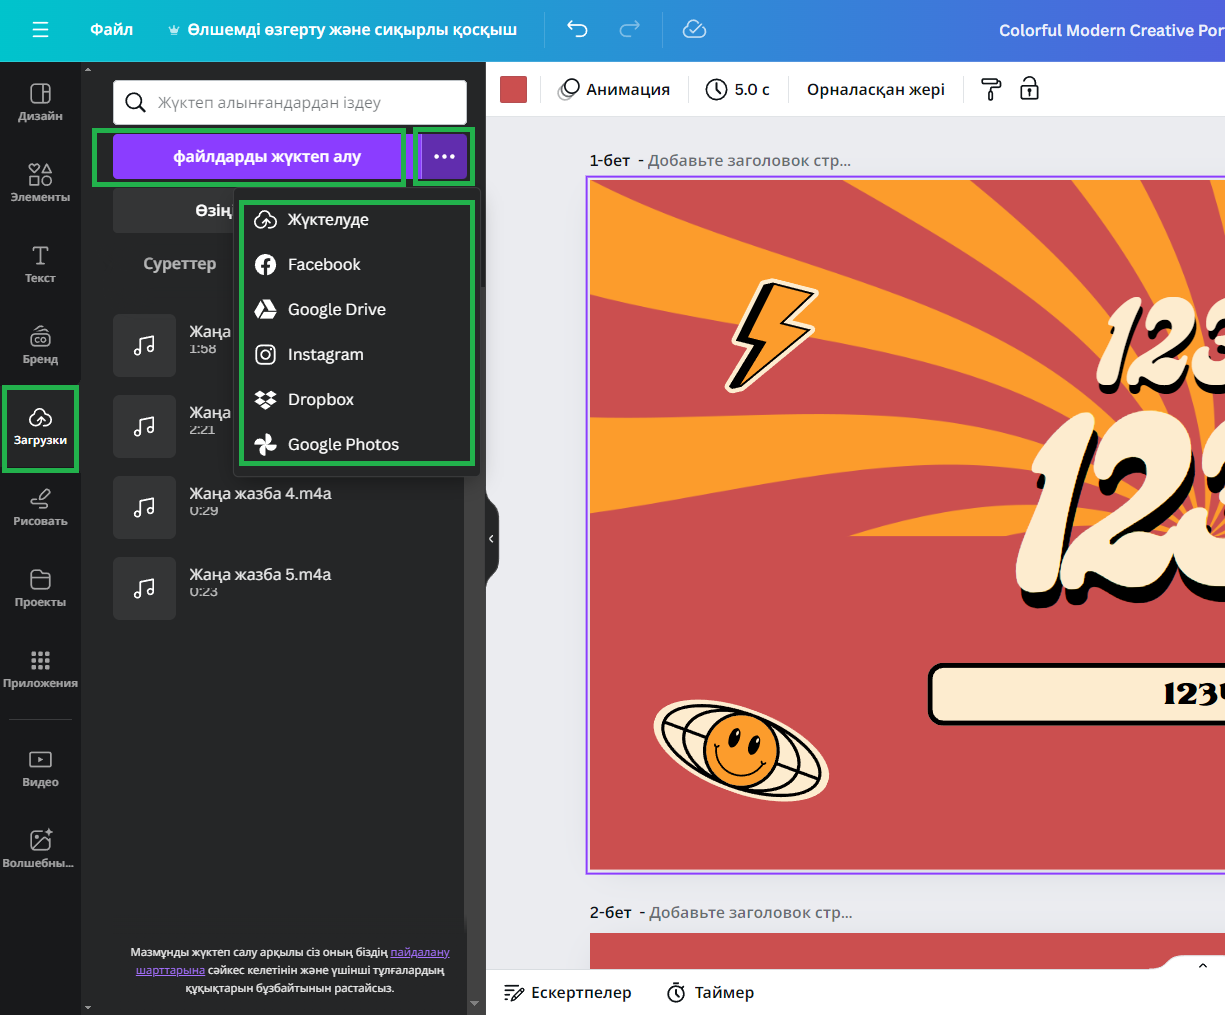 Файл
Өлшемді өзгерту және сиқырлы қосқыш
Colorful Modern Creative Por
Дизайн
Элементы
Текст
Бренд
Загрузки
Рисовать
Проекты
Приложения
Видео
Волшебны...
Жүктеп алынғандардан іздеу
файлдарды жүктеп алу
Өзің
Суреттер
Жүктелуде
Facebook
Google Drive
Instagram
Dropbox
Google Photos
Жаңа
1:58
Жаңа
2:21
Жаңа жазба 4.m4a
0:29
Жаңа жазба 5.m4a
0:23
Мазмұнды жүктеп салу арқылы сіз оның біздің пайдалану
шарттарына сәйкес келетінін және үшінші тұлғалардың
құқықтарын бұзбайтынын растайсыз.
Анимация
5.0 с
Орналасқан жері
1-бет - Добавьте заголовок стр...
123
123
1234
2-бет - Добавьте заголовок стр...
Ескертпелер
Таймер